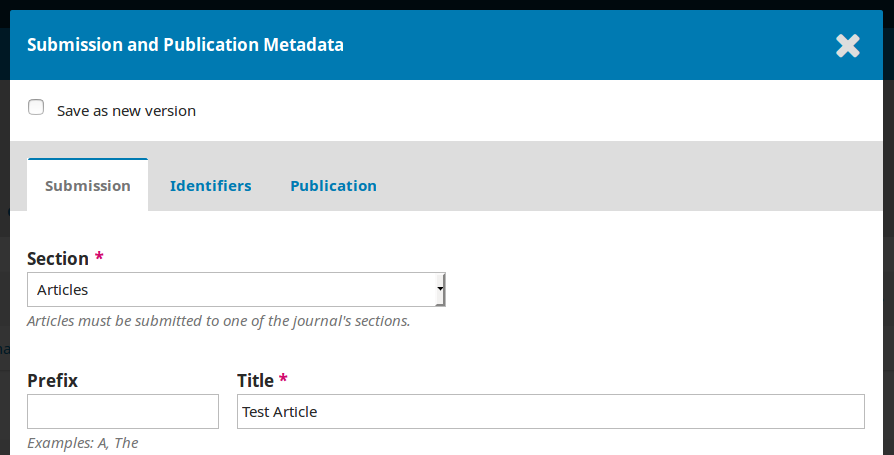 Submission and Publication Metadata
Save as new version
Submission Identifiers Publication
Section *
Articles
Articles must be submitted to one of the journal's sections.
Prefix Title *
Test Article
Examples: A, The